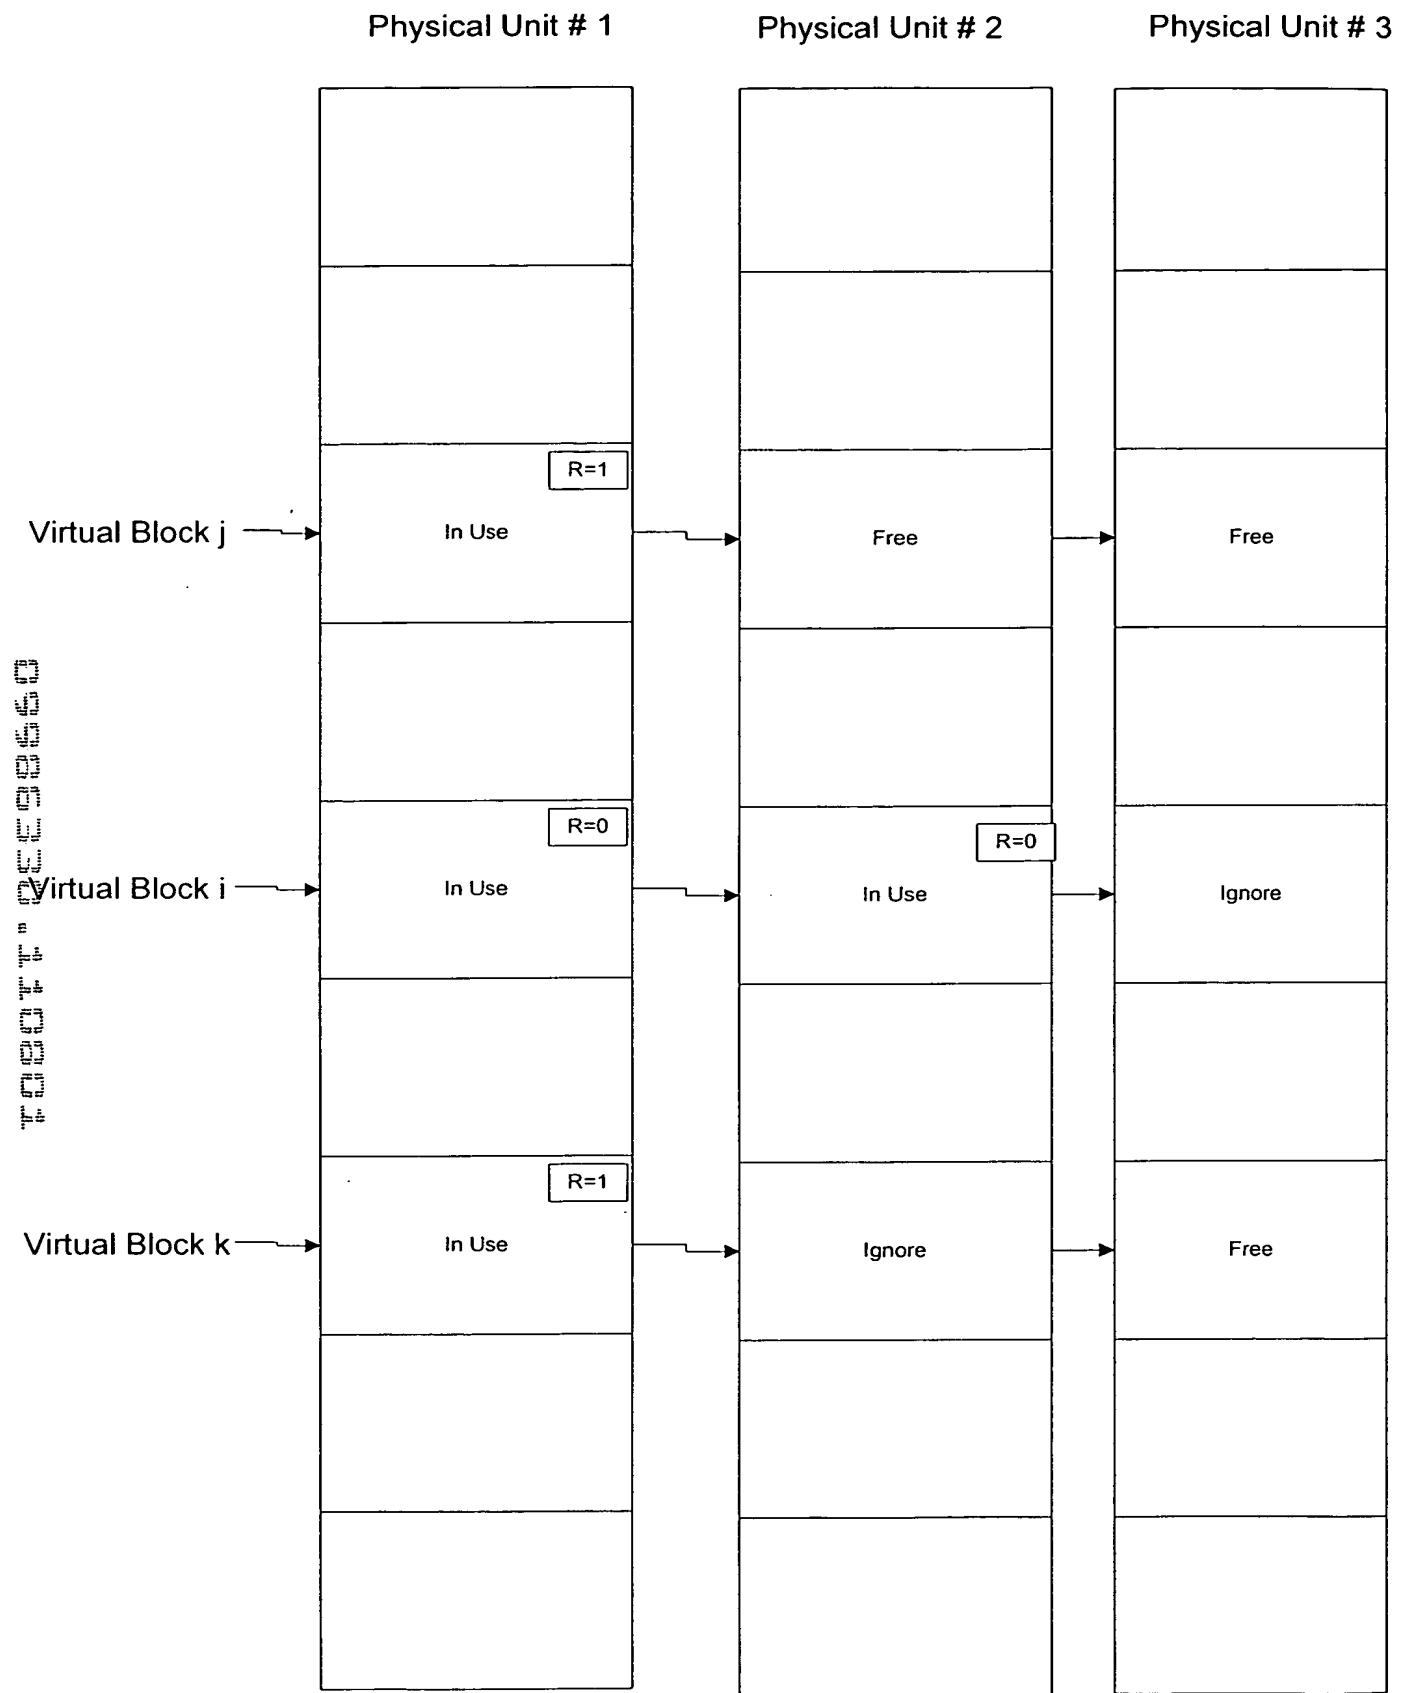 Physical Unit # 1
Physical Unit # 2
Physical Unit # 3
R=1
Virtual Block j
In Use
Free
Free
R=0
R=0
Virtual Block i
In Use
In Use
Ignore
R=1
Virtual Block k
In Use
Ignore
Free